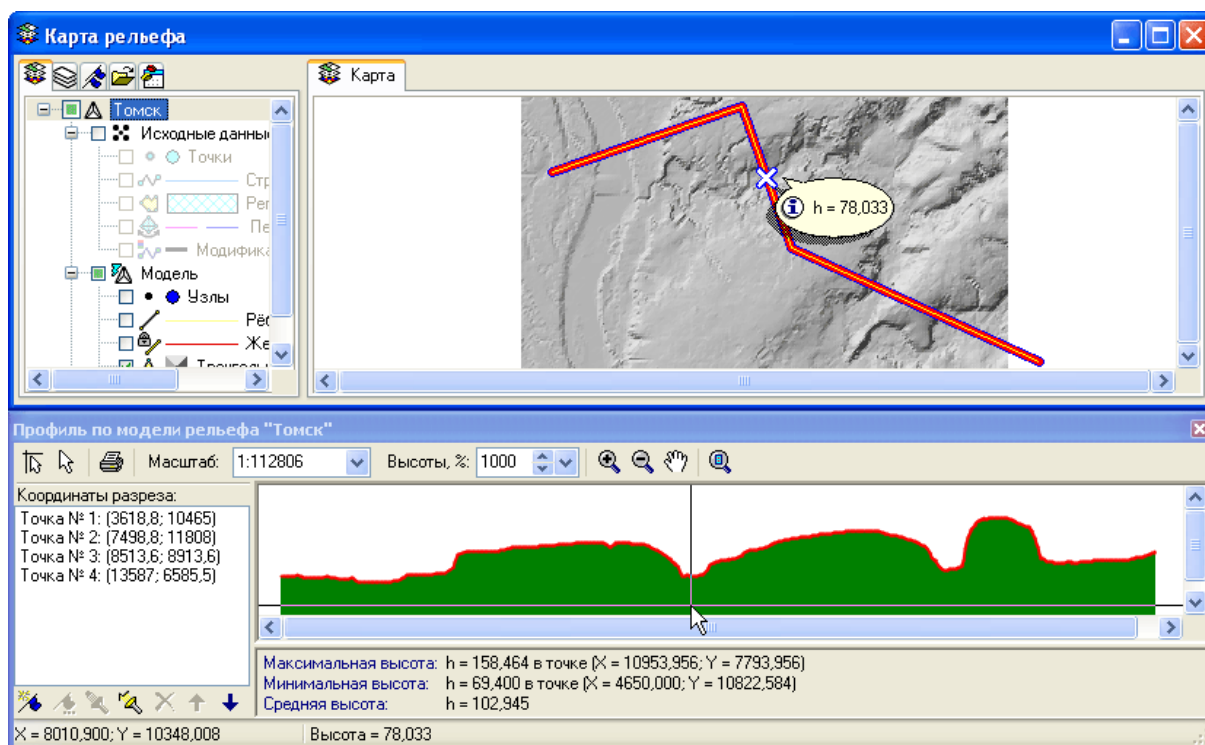 Карта рельефа
Карта
Томск
Исходные данны
Точки
Стр
Рег
Пе
Модифика
h = 78,033
Модель
Узлы
Рёб
Же
Профиль по модели рельефа "Томск"
Масштаб: 1:112806 Высоты, %: 1000
Координаты разреза:
Точка № 1: (3618,8; 10465)
Точка № 2: (7498,8; 11808)
Точка № 3: (8513,6; 8913,6)
Точка № 4: (13587; 6585,5)
Максимальная высота: h = 158,464 в точке (X = 10953,956; Y = 7793,956)
Минимальная высота: h = 69,400 в точке (X = 4650,000; Y = 10822,584)
Средняя высота: h = 102,945
X = 8010,900; Y = 10348,008 Высота = 78,033